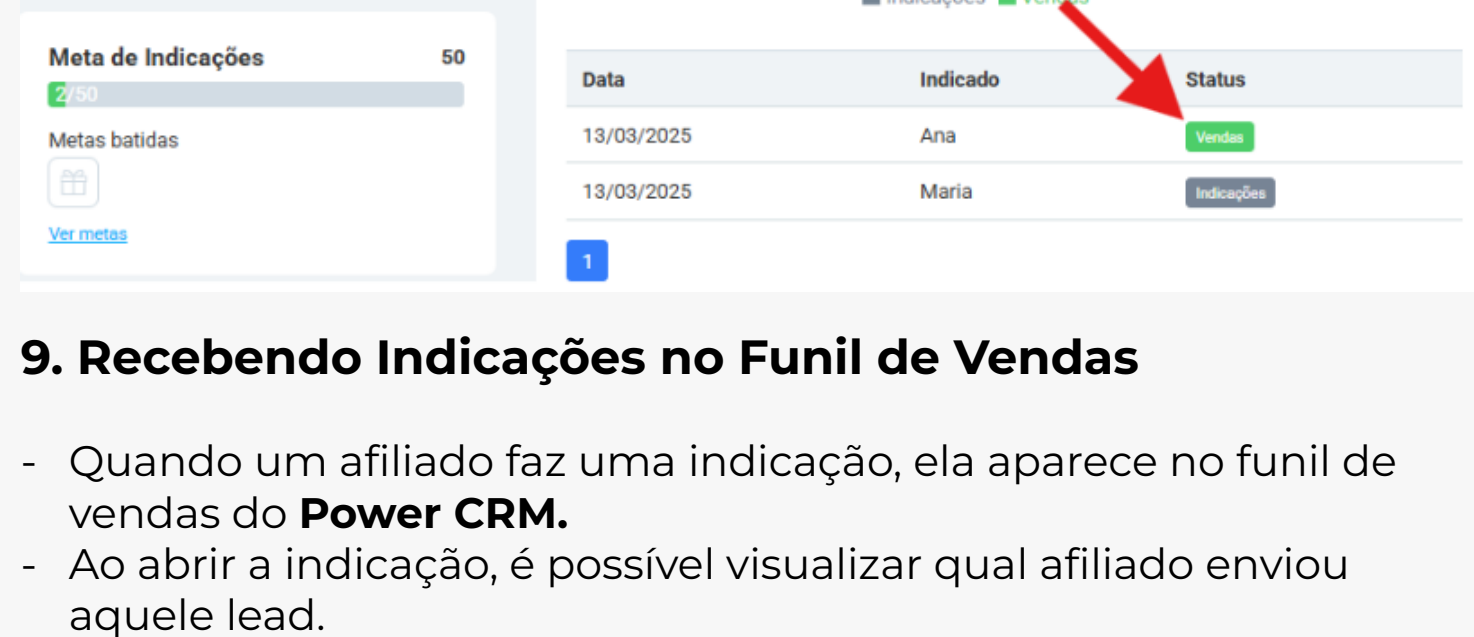 Indicações Vendas
Meta de Indicações 50
2/50
Metas batidas
Ver metas
Data Indicado Status
13/03/2025 Ana Vendas
13/03/2025 Maria Indicações
1
9. Recebendo Indicações no Funil de Vendas
- Quando um afiliado faz uma indicação, ela aparece no funil de
vendas do Power CRM.
- Ao abrir a indicação, é possível visualizar qual afiliado enviou
aquele lead.